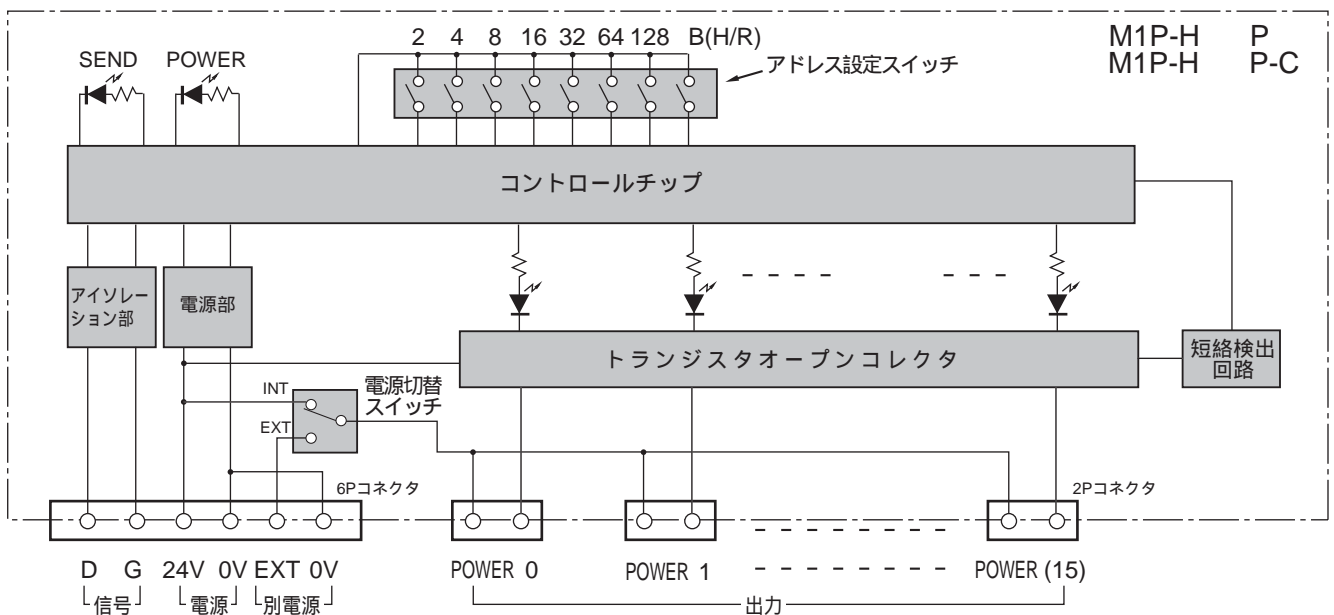 2 4 8 16 32 64 128 B(H/R)
M1P-H P
M1P-H P-C
SEND POWER
アドレス設定スイッチ
コントロールチップ
アイソレー
ション部
電源部
トランジスタオープンコレクタ
短絡検出
回路
INT
EXT
電源切替
スイッチ
6Pコネクタ
2Pコネクタ
D G 24V 0V EXT 0V
POWER 0
POWER 1
POWER (15)
信号 電源 別電源
出力